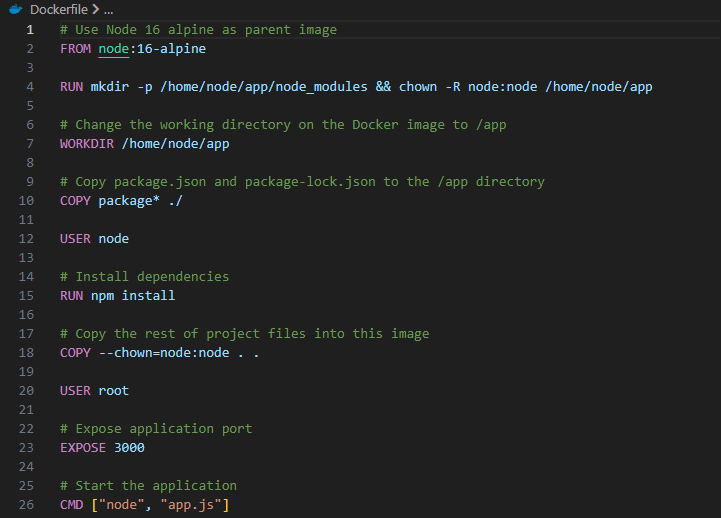 Dockerfile > ...
1 # Use Node 16 alpine as parent image
2 FROM node:16-alpine
3
4 RUN mkdir -p /home/node/app/node_modules && chown -R node:node /home/node/app
5
6 # Change the working directory on the Docker image to /app
7 WORKDIR /home/node/app
8
9 # Copy package.json and package-lock.json to the /app directory
10 COPY package* ./
11
12 USER node
13
14 # Install dependencies
15 RUN npm install
16
17 # Copy the rest of project files into this image
18 COPY --chown=node:node . .
19
20 USER root
21
22 # Expose application port
23 EXPOSE 3000
24
25 # Start the application
26 CMD ["node", "app.js"]